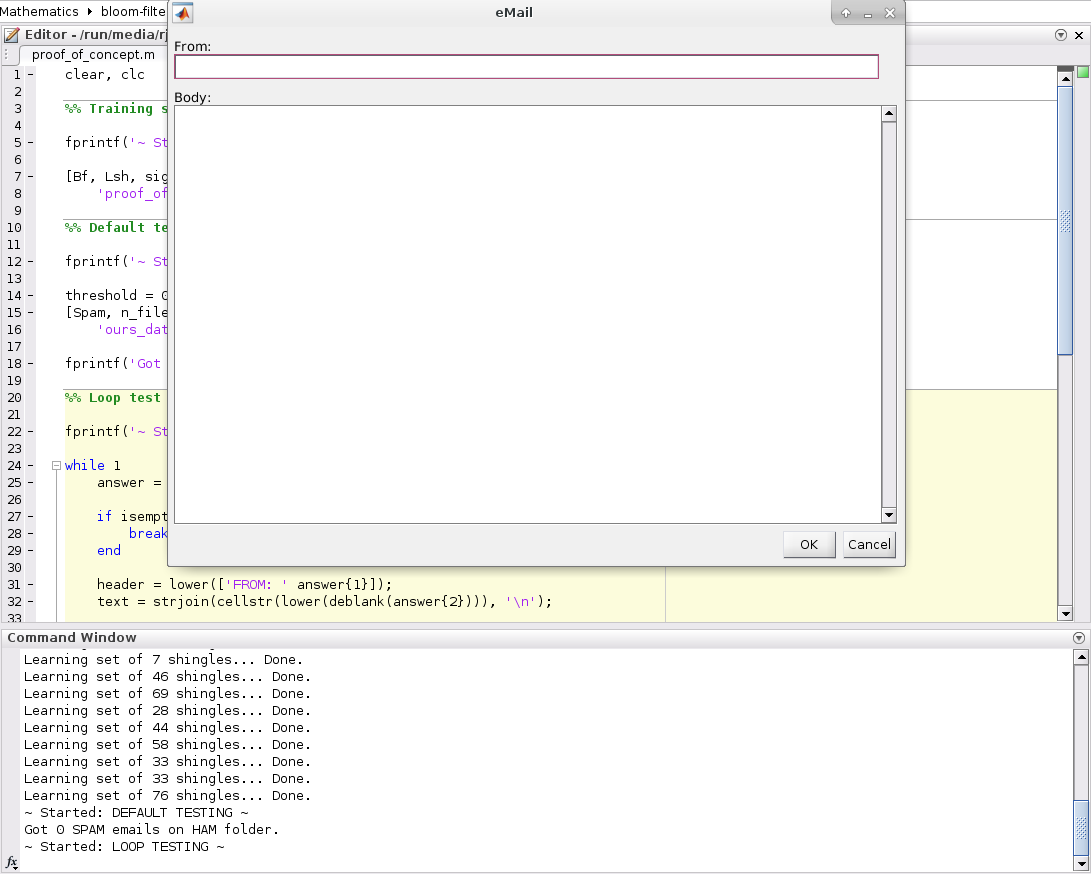 Mathematics bloom-filte
eMail
Editor - /run/media/rj
proof_of_concept.m
From:
Body:
1 - clear, clc
2
3 %% Training s
4
5 - fprintf('~ St
6
7 - [Bf, Lsh, sig
8 'proof_of
9
10 %% Default te
11
12 - fprintf('~ St
13
14 - threshold = 0
15 - [Spam, n_file
16 'ours_dat
17
18 - fprintf('Got
19
20 %% Loop test
21
22 - fprintf('~ St
23
24 - while 1
25 - answer =
26
27 - if isempt
28 - break
29 - end
30
31 - header = lower(['FROM: ' answer{1}]);
32 - text = strjoin(cellstr(lower(deblank(answer{2}))), '\n');
33
OK Cancel
Command Window
Learning set of 7 shingles... Done.
Learning set of 46 shingles... Done.
Learning set of 69 shingles... Done.
Learning set of 28 shingles... Done.
Learning set of 44 shingles... Done.
Learning set of 58 shingles... Done.
Learning set of 33 shingles... Done.
Learning set of 33 shingles... Done.
Learning set of 76 shingles... Done.
~ Started: DEFAULT TESTING ~
Got 0 SPAM emails on HAM folder.
~ Started: LOOP TESTING ~
fx